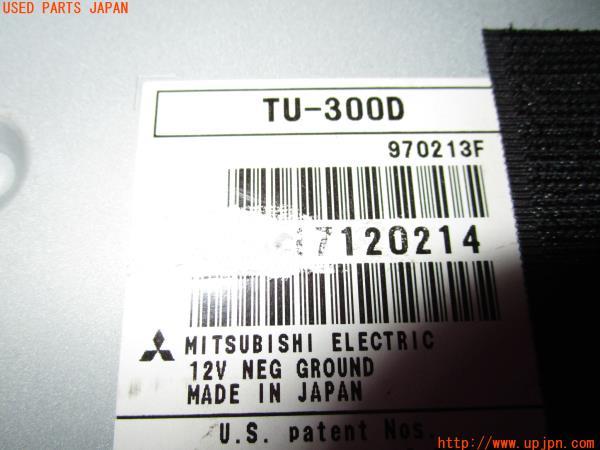 USED PARTS JAPAN
TU-300D
970213F
7120214
MITSUBISHI ELECTRIC
12V NEG GROUND
MADE IN JAPAN
U.S. patent Nos.
http://www.upjpn.com